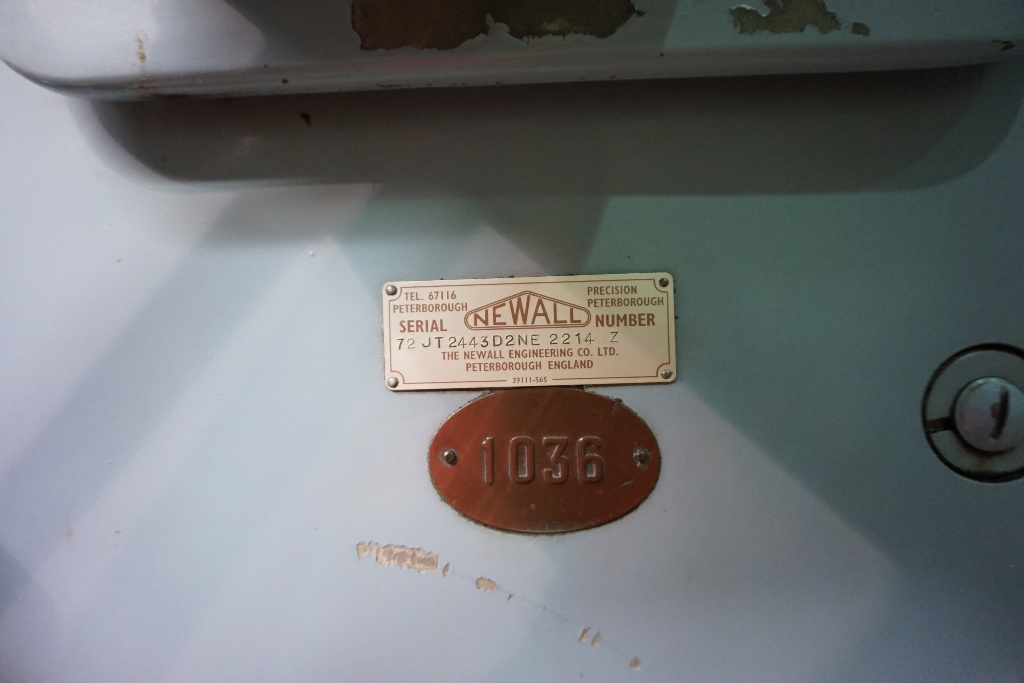 TEL. 67116 PRECISION
PETERBOROUGH NEWALL PETERBOROUGH
SERIAL NUMBER
72 JT 2443D2NE 2214 Z
THE NEWALL ENGINEERING CO. LTD.
PETERBOROUGH ENGLAND
39111-565
1036